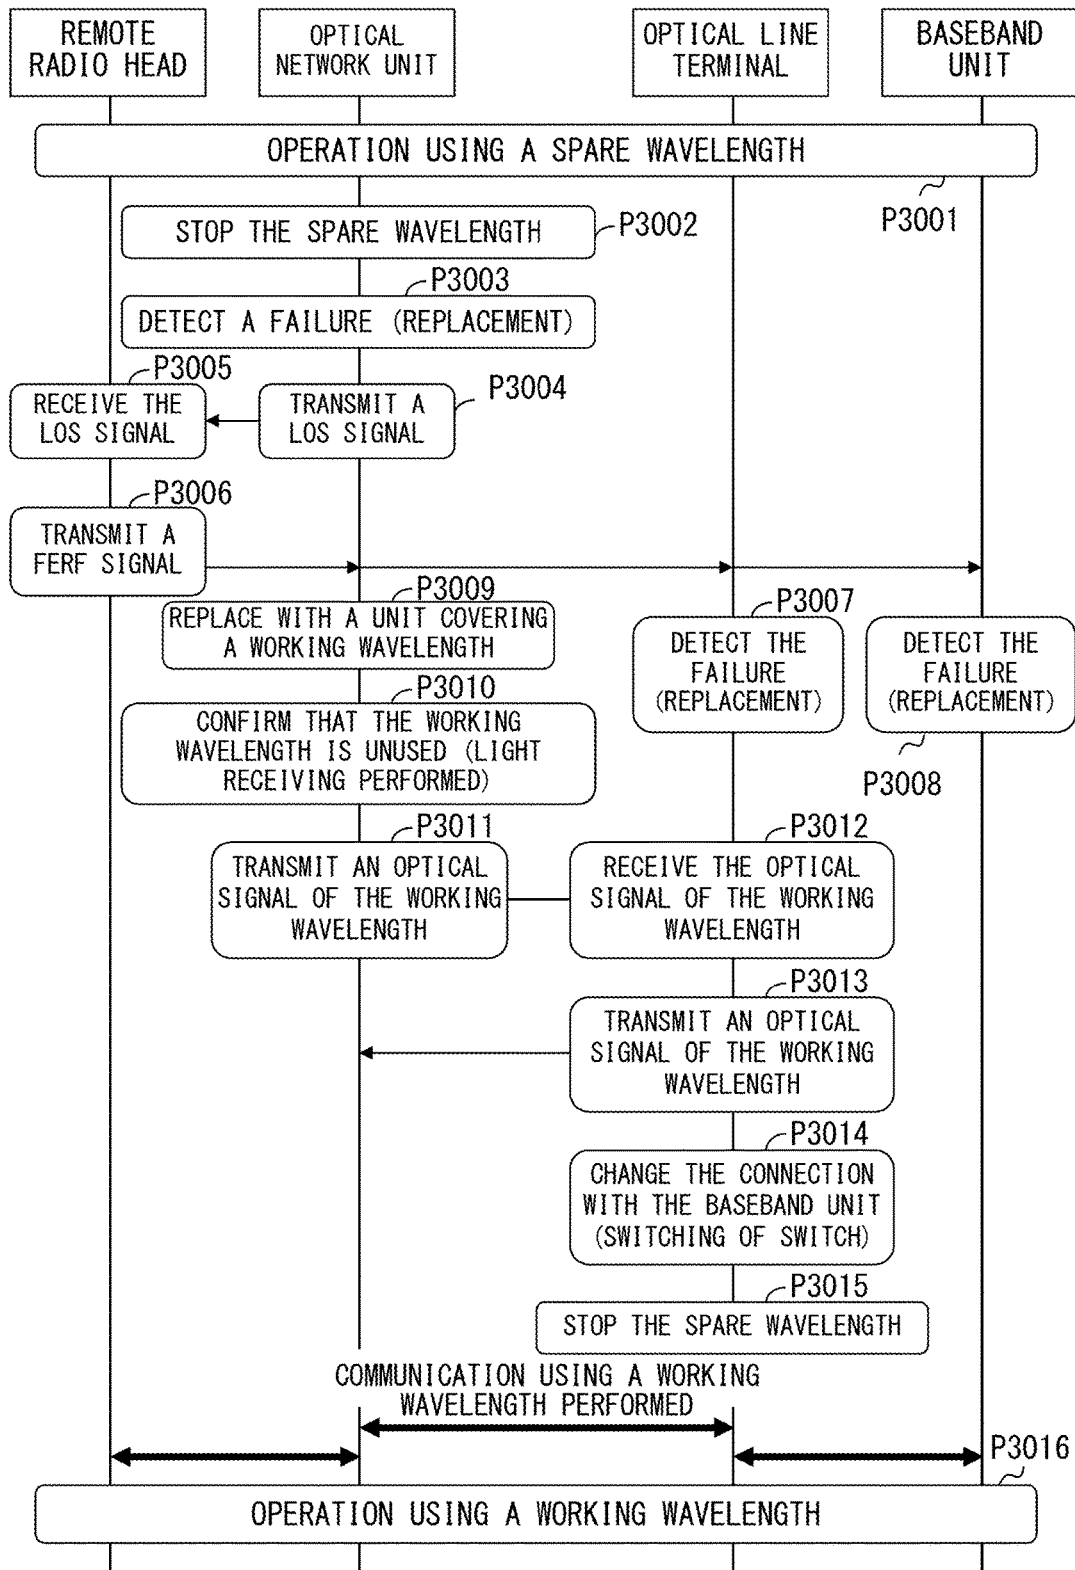 REMOTE
RADIO HEAD
OPTICAL
NETWORK UNIT
OPTICAL LINE
TERMINAL
BASEBAND
UNIT
OPERATION USING A SPARE WAVELENGTH
P3001
STOP THE SPARE WAVELENGTH
P3002
P3003
DETECT A FAILURE (REPLACEMENT)
P3005
RECEIVE THE
LOS SIGNAL
TRANSMIT A
LOS SIGNAL
P3004
P3006
TRANSMIT A
FERF SIGNAL
P3009
REPLACE WITH A UNIT COVERING
A WORKING WAVELENGTH
P3007
DETECT THE
FAILURE
(REPLACEMENT)
DETECT THE
FAILURE
(REPLACEMENT)
P3008
P3010
CONFIRM THAT THE WORKING
WAVELENGTH IS UNUSED (LIGHT
RECEIVING PERFORMED)
P3011
TRANSMIT AN OPTICAL
SIGNAL OF THE WORKING
WAVELENGTH
P3012
RECEIVE THE OPTICAL
SIGNAL OF THE WORKING
WAVELENGTH
P3013
TRANSMIT AN OPTICAL
SIGNAL OF THE WORKING
WAVELENGTH
P3014
CHANGE THE CONNECTION
WITH THE BASEBAND UNIT
(SWITCHING OF SWITCH)
P3015
STOP THE SPARE WAVELENGTH
COMMUNICATION USING A WORKING
WAVELENGTH PERFORMED
P3016
OPERATION USING A WORKING WAVELENGTH